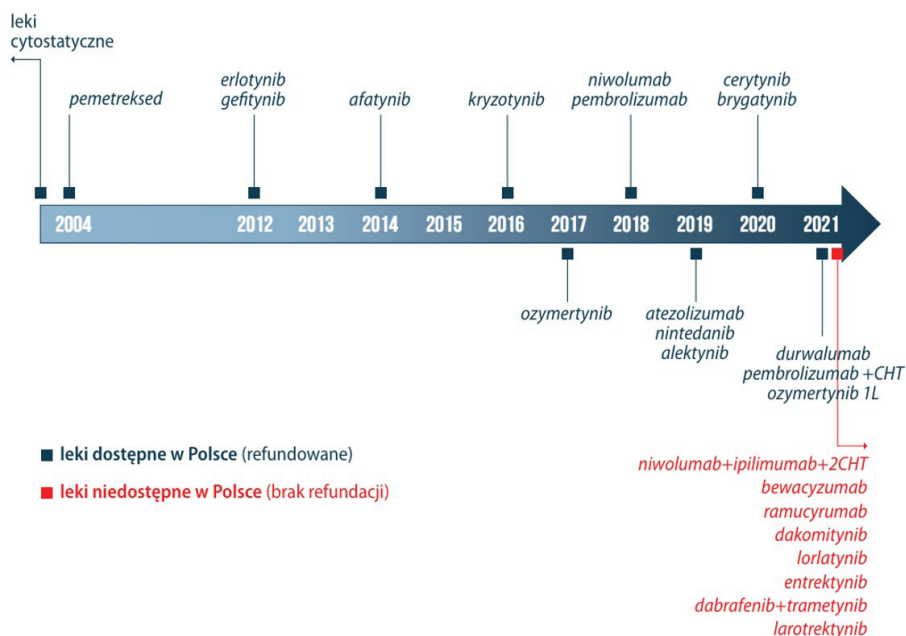 leki
cytostatyczne
pemetreksed
erlotynib
gefitynib
afatynib
kryzotynib
niwolumab
pembrolizumab
cerytynib
brygatynib
2004 2012 2013 2014 2015 2016 2017 2018 2019 2020 2021
ozymertynib
atezolizumab
nintedanib
alektynib
durwalumab
pembrolizumab +CHT
ozymertynib 1L
leki dostępne w Polsce (refundowane)
leki niedostępne w Polsce (brak refundacji)
niwolumab+ipilimumab+2CHT
bewacyzumab
ramucyrumab
dakomitynib
lorlatynib
entrektynib
dabrafenib+trametynib
larotrektynib